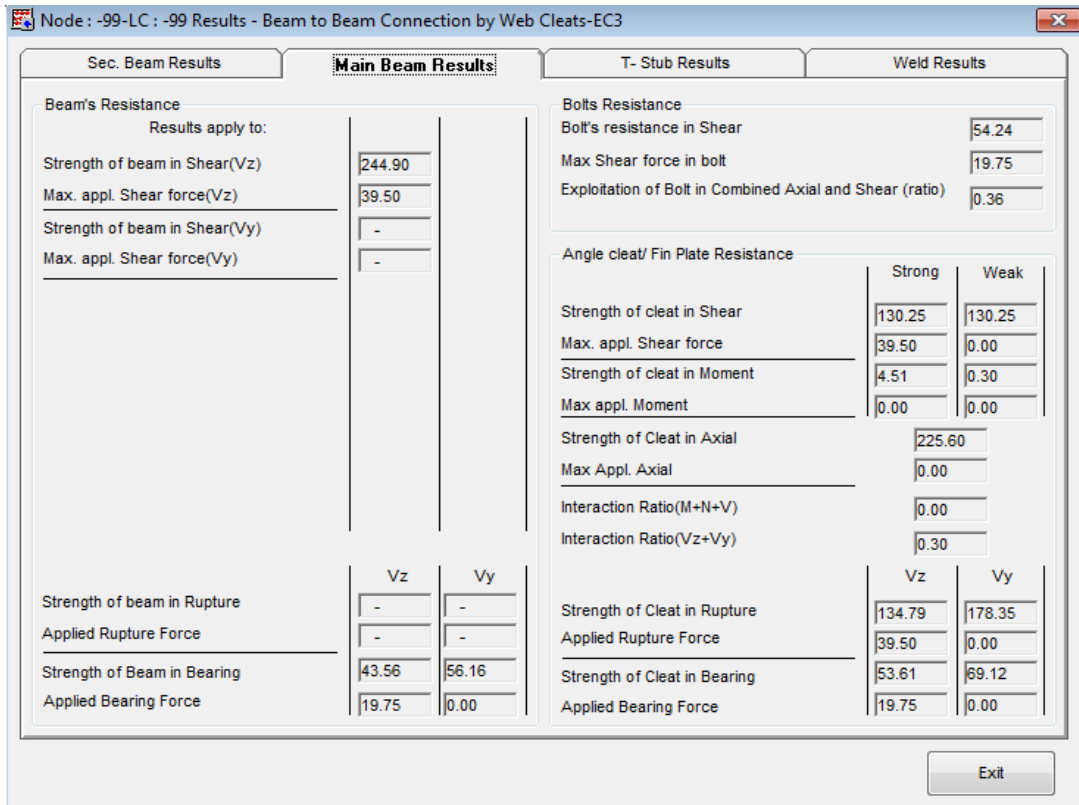 Node : -99-LC : -99 Results - Beam to Beam Connection by Web Cleats-EC3
Sec. Beam Results
Main Beam Results
T- Stub Results
Weld Results
Beam's Resistance
Results apply to:
Strength of beam in Shear(Vz) 244.90
Max. appl. Shear force(Vz) 39.50
Strength of beam in Shear(Vy) -
Max. appl. Shear force(Vy) -
Vz Vy
Strength of beam in Rupture - -
Applied Rupture Force - -
Strength of Beam in Bearing 43.56 56.16
Applied Bearing Force 19.75 0.00
Bolts Resistance
Bolt's resistance in Shear 54.24
Max Shear force in bolt 19.75
Exploitation of Bolt in Combined Axial and Shear (ratio) 0.36
Angle cleat/ Fin Plate Resistance
Strong Weak
Strength of cleat in Shear 130.25 130.25
Max. appl. Shear force 39.50 0.00
Strength of cleat in Moment 4.51 0.30
Max appl. Moment 0.00 0.00
Strength of Cleat in Axial 225.60
Max Appl. Axial 0.00
Interaction Ratio(M+N+V) 0.00
Interaction Ratio(Vz+Vy) 0.30
Vz Vy
Strength of Cleat in Rupture 134.79 178.35
Applied Rupture Force 39.50 0.00
Strength of Cleat in Bearing 53.61 69.12
Applied Bearing Force 19.75 0.00
Exit